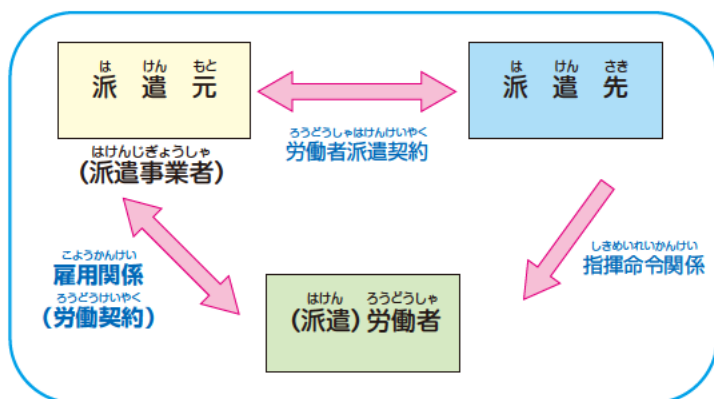 は けん もと
派 遣 元
は けん さき
派 遣 先
ろうどうしゃはけんけいやく
労働者派遣契約
はけんじぎょうしゃ
(派遣事業者)
こようかんけい
雇用関係
ろうどうけいやく
(労働契約)
しきめいれいかんけい
指揮命令関係
はけん ろうどうしゃ
(派遣)労働者